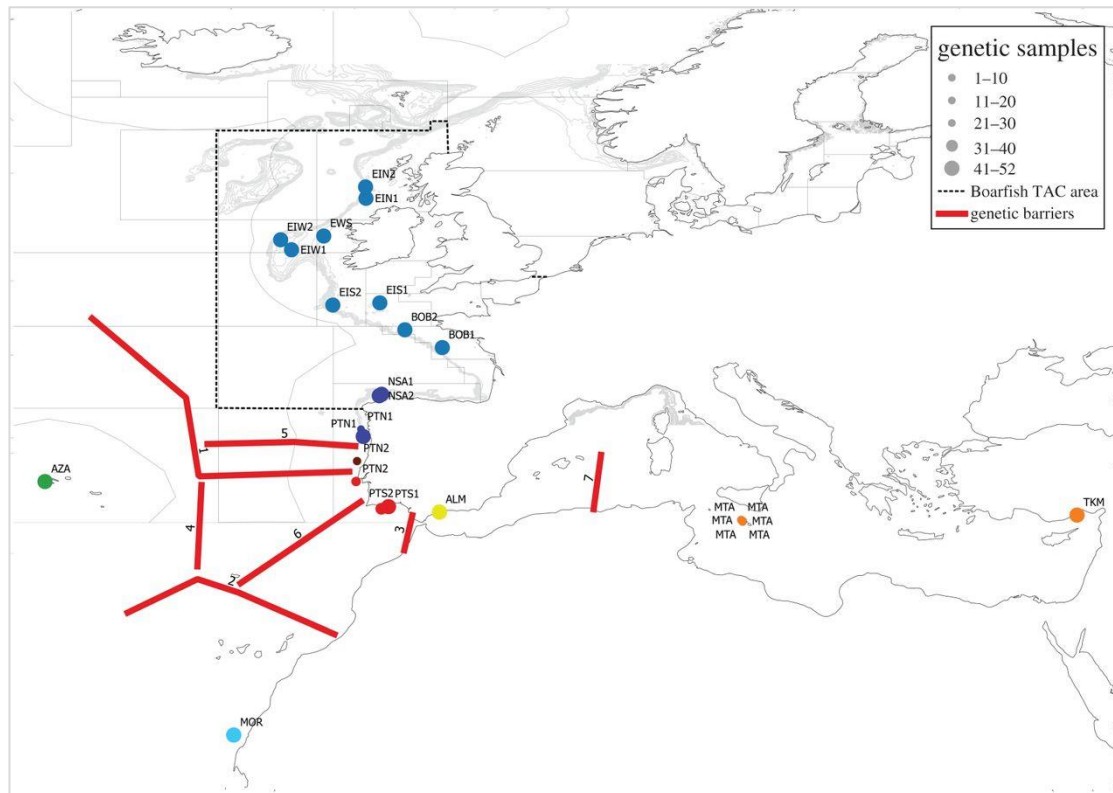 genetic samples
1–10
11–20
21–30
31–40
41–52
Boarfish TAC area
genetic barriers
EIN2
EIN1
EIW2
EWS
EIW1
EIS2
EIS1
BOB2
BOB1
NSA1
NSA2
PTN1
PTN1
PTN2
PTN2
5
1
AZA
PTS2
PTS1
ALM
7
MTA
MTA
MTA
MTA
MTA
MTA
TKM
4
6
3
2
MOR